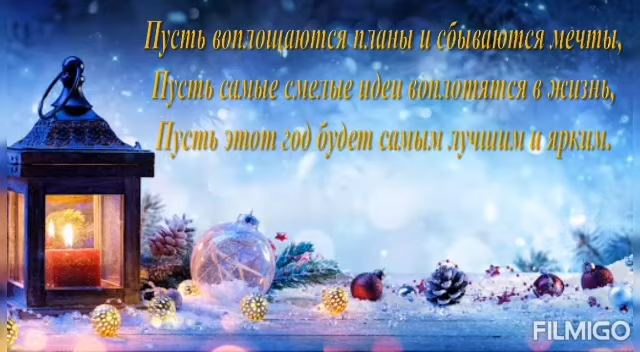 Пусть воплощаются планы и сбываются мечты,
Пусть самые смелые идеи воплотятся в жизнь,
Пусть этот год будет самым лучшим и ярким.
FILMIGO